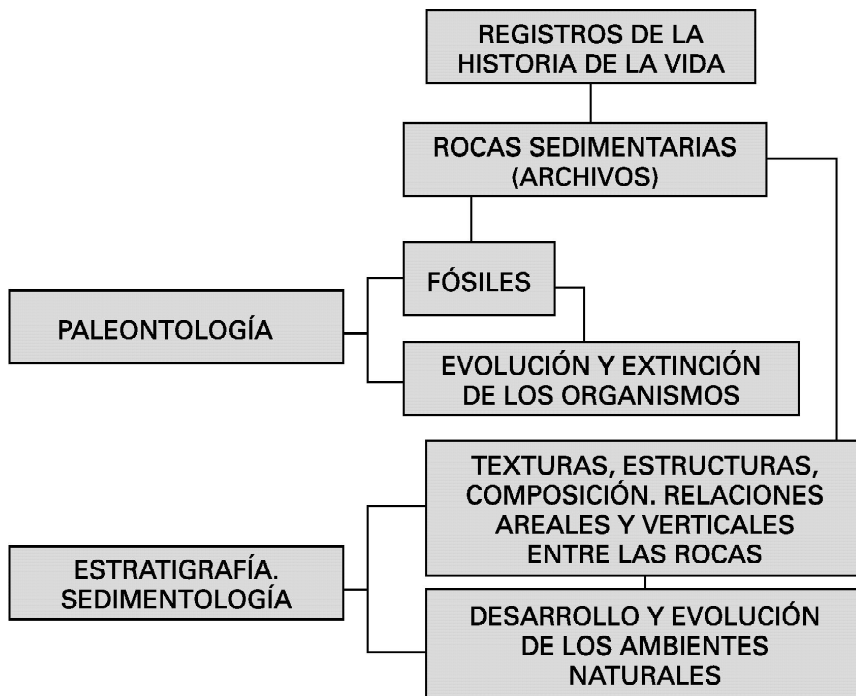 REGISTROS DE LA
HISTORIA DE LA VIDA
ROCAS SEDIMENTARIAS
(ARCHIVOS)
FÓSILES
PALEONTOLOGÍA
EVOLUCIÓN Y EXTINCIÓN
DE LOS ORGANISMOS
TEXTURAS, ESTRUCTURAS,
COMPOSICIÓN. RELACIONES
AREALES Y VERTICALES
ENTRE LAS ROCAS
ESTRATIGRAFÍA.
SEDIMENTOLOGÍA
DESARROLLO Y EVOLUCIÓN
DE LOS AMBIENTES
NATURALES